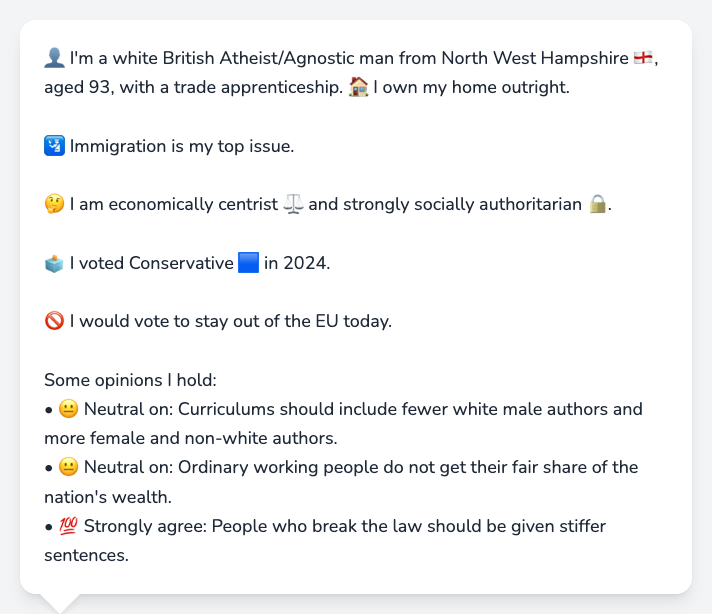 👤 I'm a white British Atheist/Agnostic man from North West Hampshire 🏴󠁧󠁢󠁥󠁮󠁧󠁿,
aged 93, with a trade apprenticeship. 🏠 I own my home outright.
🛂 Immigration is my top issue.
🤔 I am economically centrist ⚖️ and strongly socially authoritarian 🔒.
🗳️ I voted Conservative 🟦 in 2024.
🚫 I would vote to stay out of the EU today.
Some opinions I hold:
• 😐 Neutral on: Curriculums should include fewer white male authors and
more female and non-white authors.
• 😐 Neutral on: Ordinary working people do not get their fair share of the
nation's wealth.
• 💯 Strongly agree: People who break the law should be given stiffer
sentences.